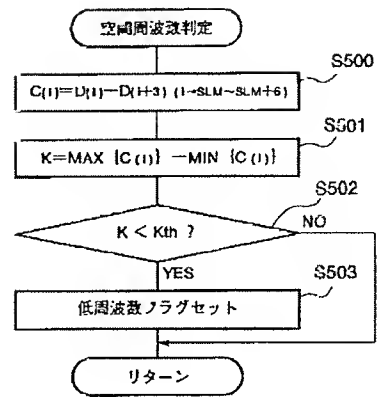 空間周波数判定
S500
C(I)=D(I)−D(I+3) (I→SLM~SLM+6)
S501
K=MAX {C(I)} −MIN {C(I)}
S502
K < Kth ?
NO
YES
S503
低周波数フラグセット
リターン